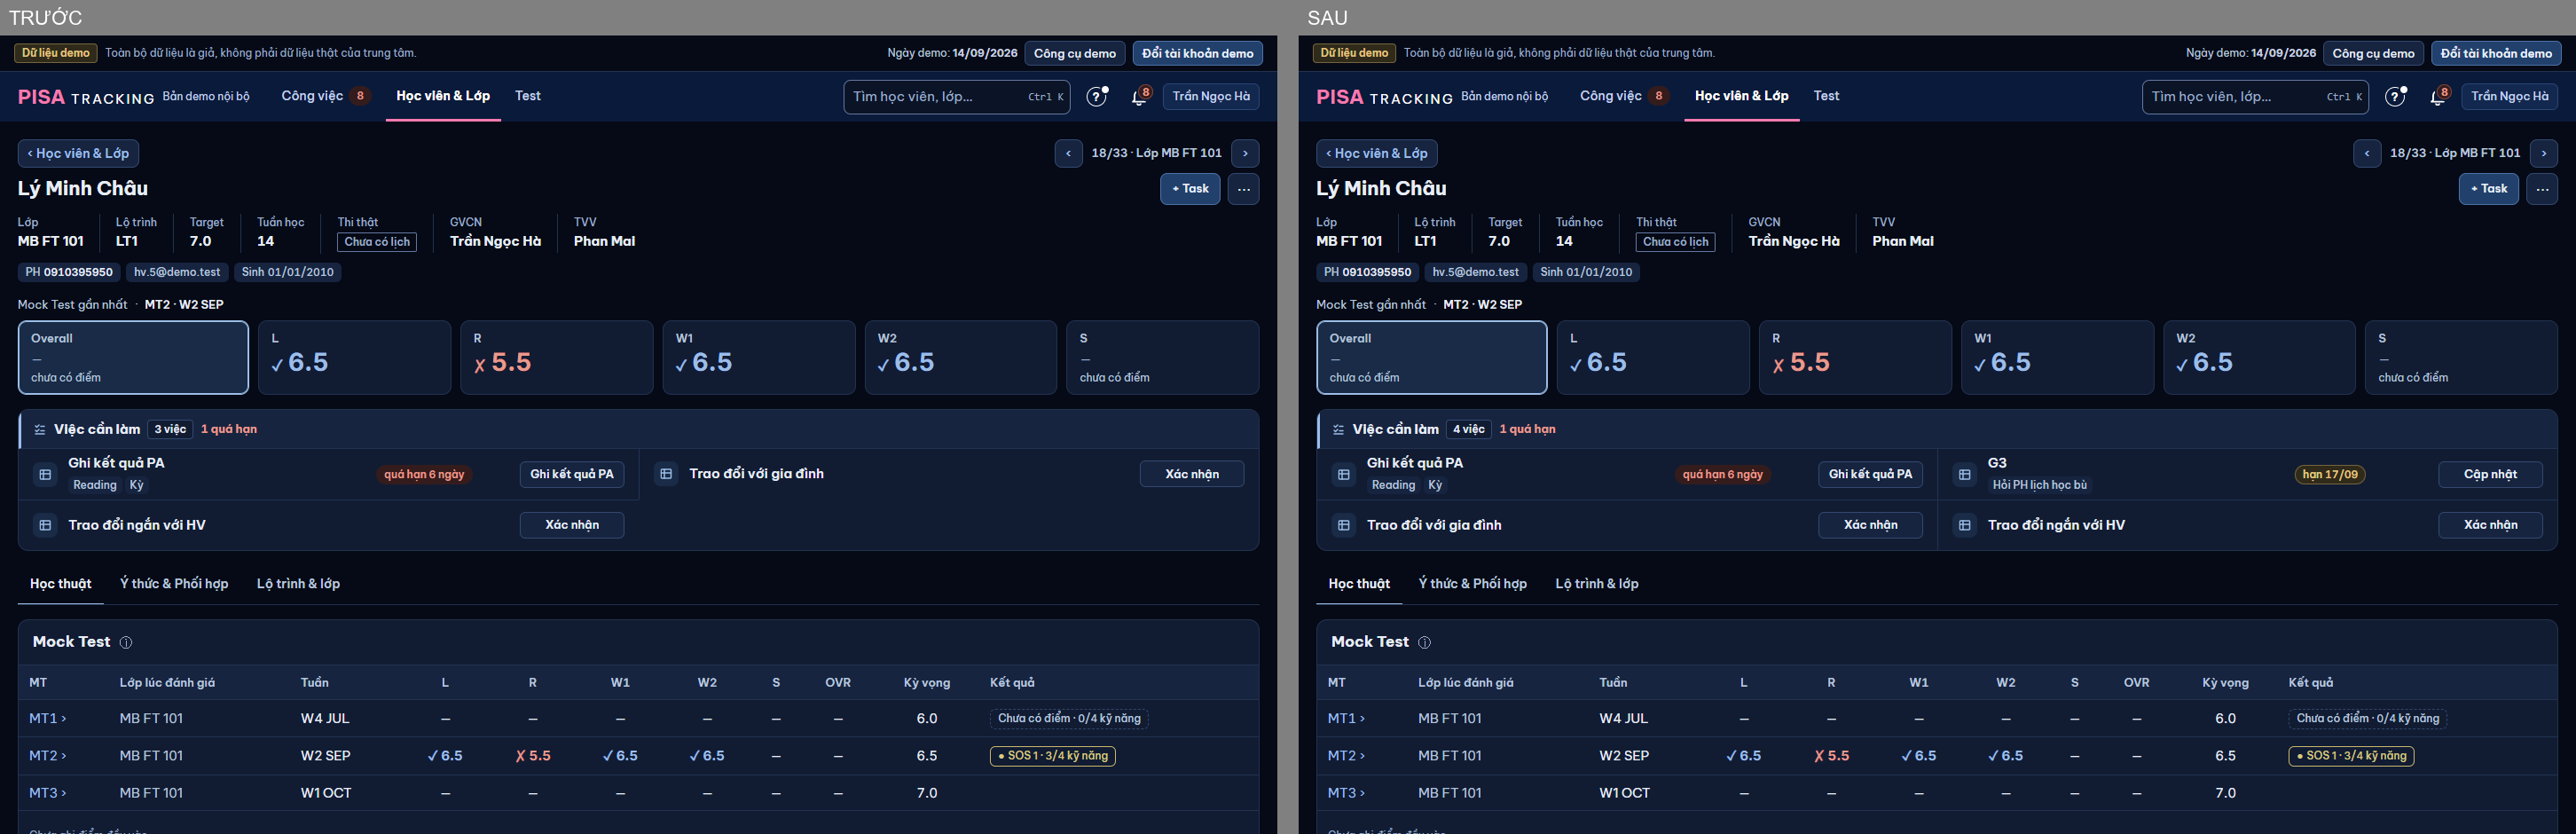 TRƯỚC
Dữ liệu demo Toàn bộ dữ liệu là giả, không phải dữ liệu thật của trung tâm. Ngày demo: 14/09/2026 Công cụ demo Đổi tài khoản demo
PISA TRACKING Bản demo nội bộ Công việc 8 Học viên & Lớp Test Tìm học viên, lớp... Ctrl K ? 8 Trần Ngọc Hà
‹ Học viên & Lớp ‹ 18/33 · Lớp MB FT 101 ›
Lý Minh Châu + Task ...
Lớp Lộ trình Target Tuần học Thi thật GVCN TVV
MB FT 101 LT1 7.0 14 Chưa có lịch Trần Ngọc Hà Phan Mai
PH 0910395950 hv.5@demo.test Sinh 01/01/2010
Mock Test gần nhất · MT2 · W2 SEP
Overall L R W1 W2 S
— ✓ 6.5 ✗ 5.5 ✓ 6.5 ✓ 6.5 —
chưa có điểm chưa có điểm
Việc cần làm 3 việc 1 quá hạn
Ghi kết quả PA quá hạn 6 ngày Ghi kết quả PA Trao đổi với gia đình Xác nhận
Reading Kỳ
Trao đổi ngắn với HV Xác nhận
Học thuật Ý thức & Phối hợp Lộ trình & lớp
Mock Test ⓘ
MT Lớp lúc đánh giá Tuần L R W1 W2 S OVR Kỳ vọng Kết quả
MT1 › MB FT 101 W4 JUL — — — — — — 6.0 Chưa có điểm · 0/4 kỹ năng
MT2 › MB FT 101 W2 SEP ✓ 6.5 ✗ 5.5 ✓ 6.5 ✓ 6.5 — — 6.5 • SOS 1 · 3/4 kỹ năng
MT3 › MB FT 101 W1 OCT — — — — — — 7.0
SAU
Dữ liệu demo Toàn bộ dữ liệu là giả, không phải dữ liệu thật của trung tâm. Ngày demo: 14/09/2026 Công cụ demo Đổi tài khoản demo
PISA TRACKING Bản demo nội bộ Công việc 8 Học viên & Lớp Test Tìm học viên, lớp... Ctrl K ? 8 Trần Ngọc Hà
‹ Học viên & Lớp ‹ 18/33 · Lớp MB FT 101 ›
Lý Minh Châu + Task ...
Lớp Lộ trình Target Tuần học Thi thật GVCN TVV
MB FT 101 LT1 7.0 14 Chưa có lịch Trần Ngọc Hà Phan Mai
PH 0910395950 hv.5@demo.test Sinh 01/01/2010
Mock Test gần nhất · MT2 · W2 SEP
Overall L R W1 W2 S
— ✓ 6.5 ✗ 5.5 ✓ 6.5 ✓ 6.5 —
chưa có điểm chưa có điểm
Việc cần làm 4 việc 1 quá hạn
Ghi kết quả PA quá hạn 6 ngày Ghi kết quả PA G3 hạn 17/09 Cập nhật
Reading Kỳ Hỏi PH lịch học bù
Trao đổi với gia đình Xác nhận Trao đổi ngắn với HV Xác nhận
Học thuật Ý thức & Phối hợp Lộ trình & lớp
Mock Test ⓘ
MT Lớp lúc đánh giá Tuần L R W1 W2 S OVR Kỳ vọng Kết quả
MT1 › MB FT 101 W4 JUL — — — — — — 6.0 Chưa có điểm · 0/4 kỹ năng
MT2 › MB FT 101 W2 SEP ✓ 6.5 ✗ 5.5 ✓ 6.5 ✓ 6.5 — — 6.5 • SOS 1 · 3/4 kỹ năng
MT3 › MB FT 101 W1 OCT — — — — — — 7.0